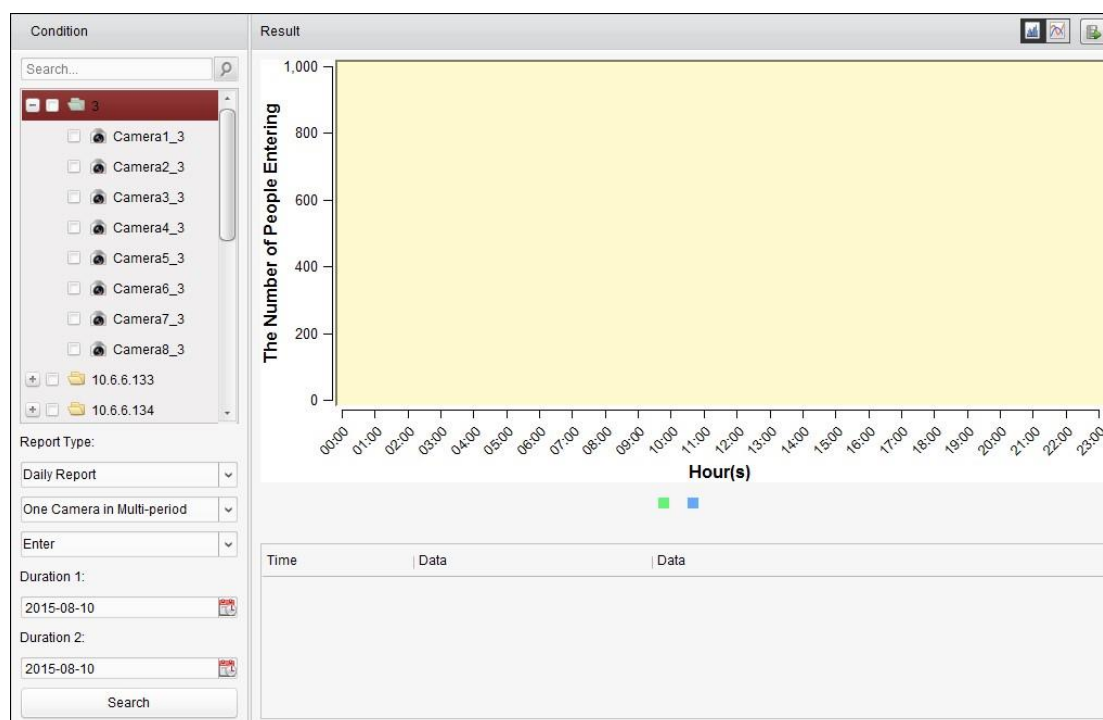 Condition
Search...
3
Camera1_3
Camera2_3
Camera3_3
Camera4_3
Camera5_3
Camera6_3
Camera7_3
Camera8_3
10.6.6.133
10.6.6.134
Report Type:
Daily Report
One Camera in Multi-period
Enter
Duration 1:
2015-08-10
Duration 2:
2015-08-10
Search
Result
The Number of People Entering
1,000
800
600
400
200
0
00:00 01:00 02:00 03:00 04:00 05:00 06:00 07:00 08:00 09:00 10:00 11:00 12:00 13:00 14:00 15:00 16:00 17:00 18:00 19:00 20:00 21:00 22:00 23:00
Hour(s)
Time Data Data